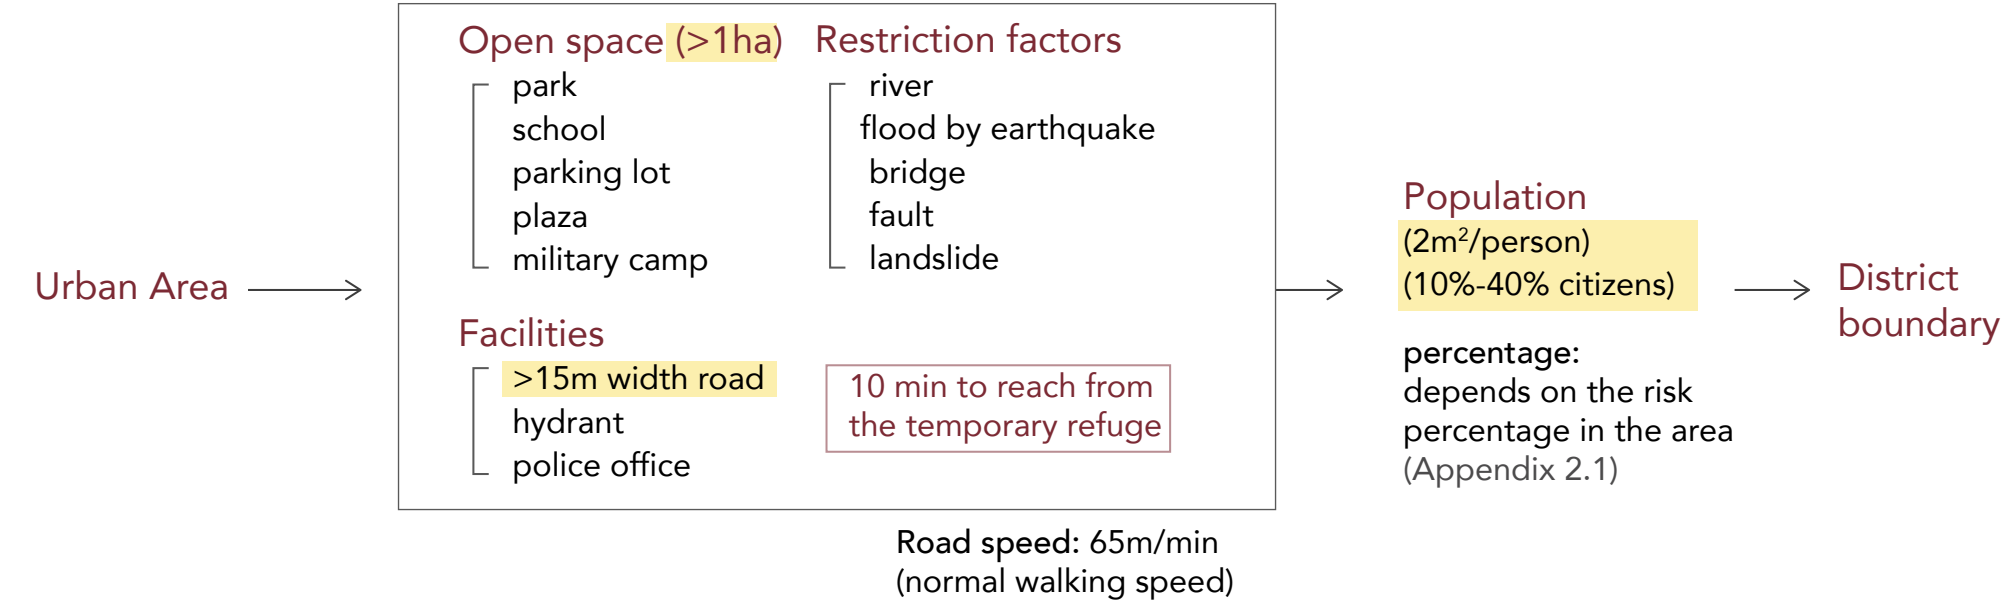 Urban Area
Open space (>1ha)
park
school
parking lot
plaza
military camp
Restriction factors
river
flood by earthquake
bridge
fault
landslide
Facilities
>15m width road
hydrant
police office
10 min to reach from
the temporary refuge
Road speed: 65m/min
(normal walking speed)
Population
(2m²/person)
(10%-40% citizens)
percentage:
depends on the risk
percentage in the area
(Appendix 2.1)
District
boundary